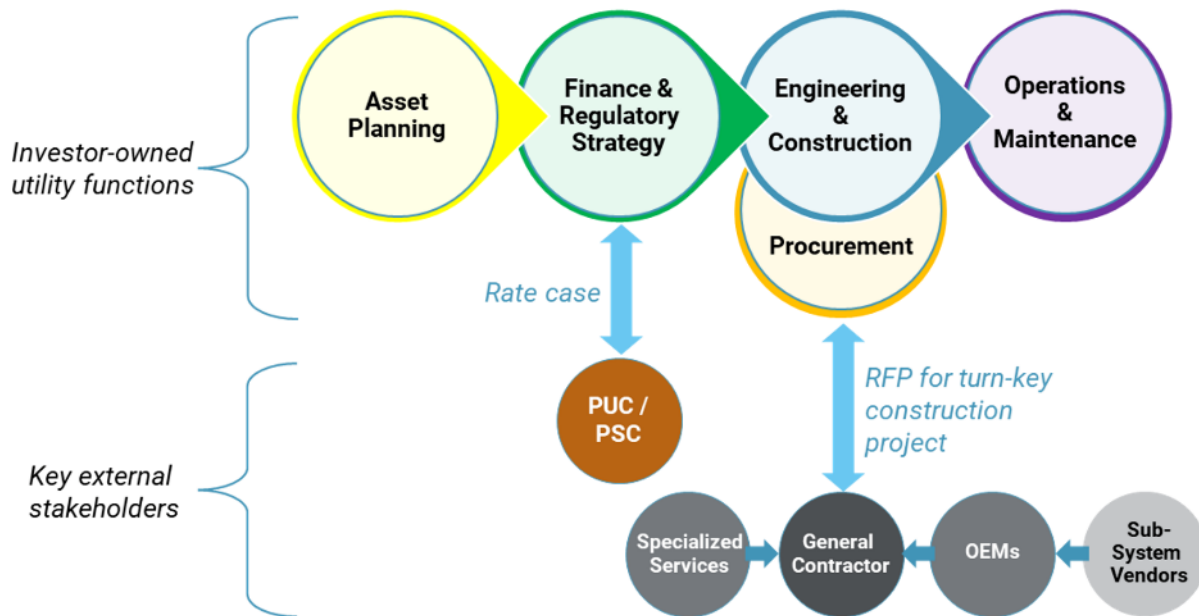 Asset
Planning
Finance &
Regulatory
Strategy
Engineering
&
Construction
Operations
&
Maintenance
Investor-owned
utility functions
Procurement
Rate case
RFP for turn-key
construction
project
PUC /
PSC
Key external
stakeholders
Specialized
Services
General
Contractor
OEMs
Sub-
System
Vendors